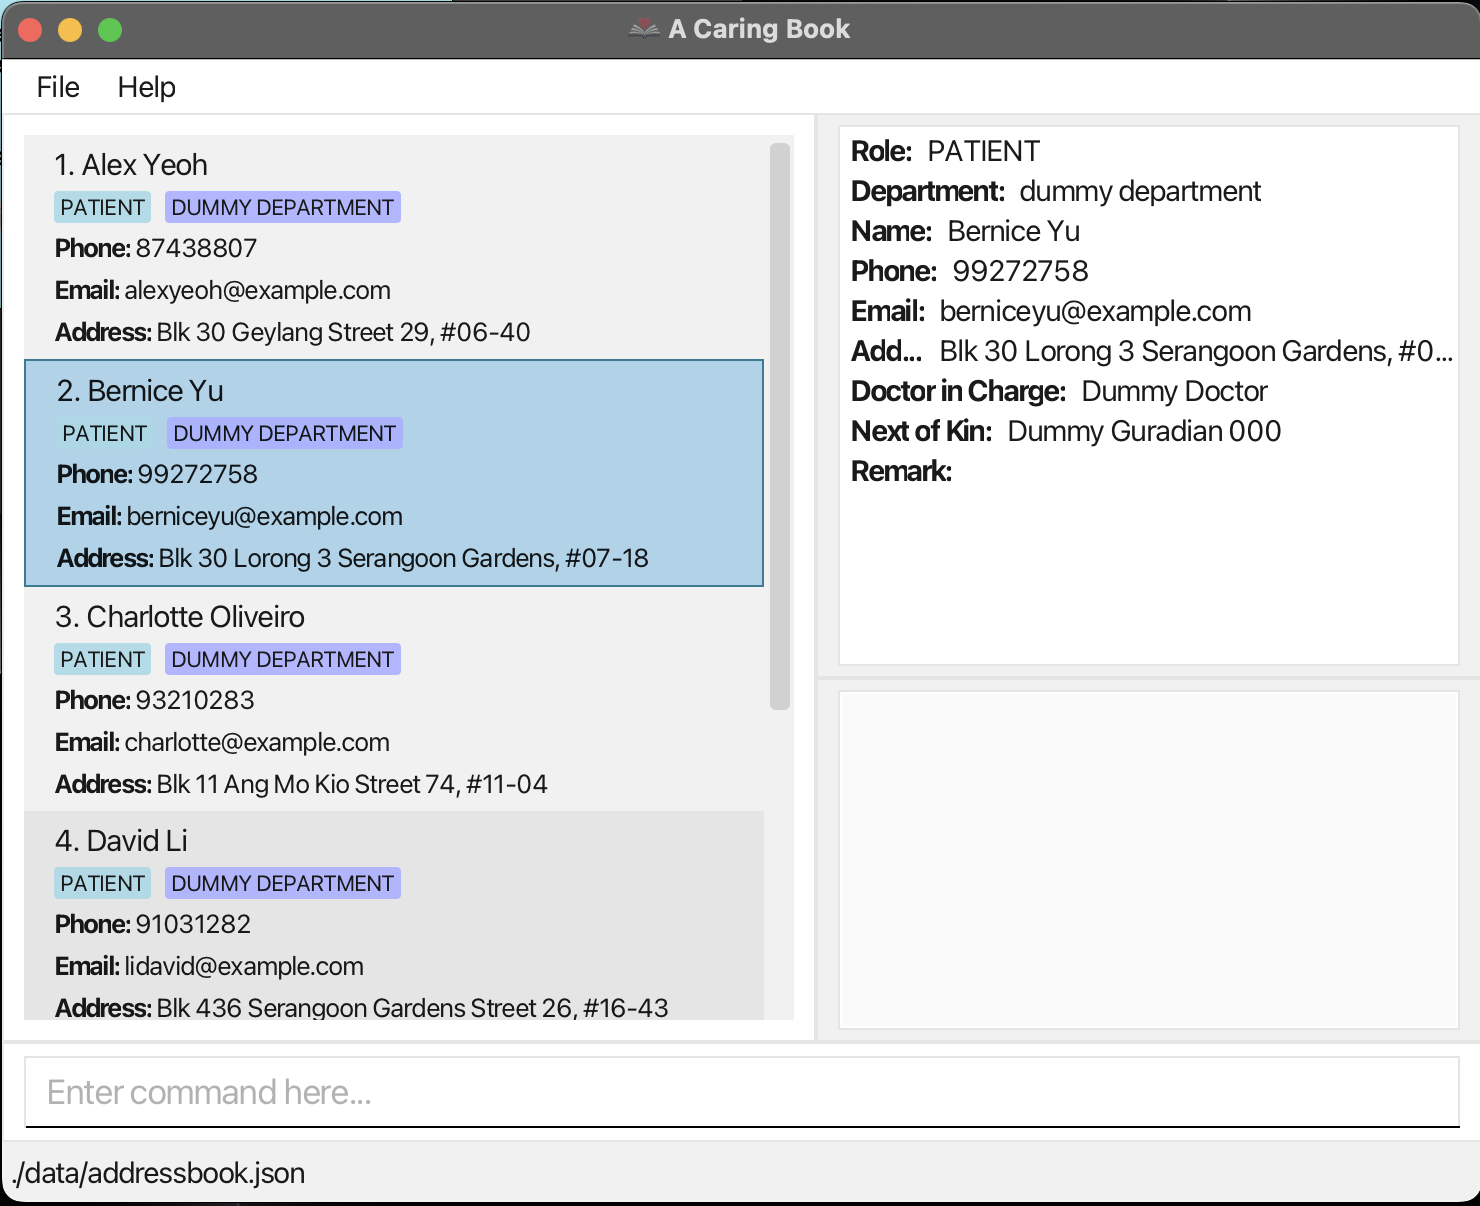 A Caring Book
File Help
1. Alex Yeoh
PATIENT DUMMY DEPARTMENT
Phone: 87438807
Email: alexyeoh@example.com
Address: Blk 30 Geylang Street 29, #06-40
2. Bernice Yu
PATIENT DUMMY DEPARTMENT
Phone: 99272758
Email: berniceyu@example.com
Address: Blk 30 Lorong 3 Serangoon Gardens, #07-18
3. Charlotte Oliveiro
PATIENT DUMMY DEPARTMENT
Phone: 93210283
Email: charlotte@example.com
Address: Blk 11 Ang Mo Kio Street 74, #11-04
4. David Li
PATIENT DUMMY DEPARTMENT
Phone: 91031282
Email: lidavid@example.com
Address: Blk 436 Serangoon Gardens Street 26, #16-43
Role: PATIENT
Department: dummy department
Name: Bernice Yu
Phone: 99272758
Email: berniceyu@example.com
Add... Blk 30 Lorong 3 Serangoon Gardens, #0...
Doctor in Charge: Dummy Doctor
Next of Kin: Dummy Guradian 000
Remark:
Enter command here...
./data/addressbook.json